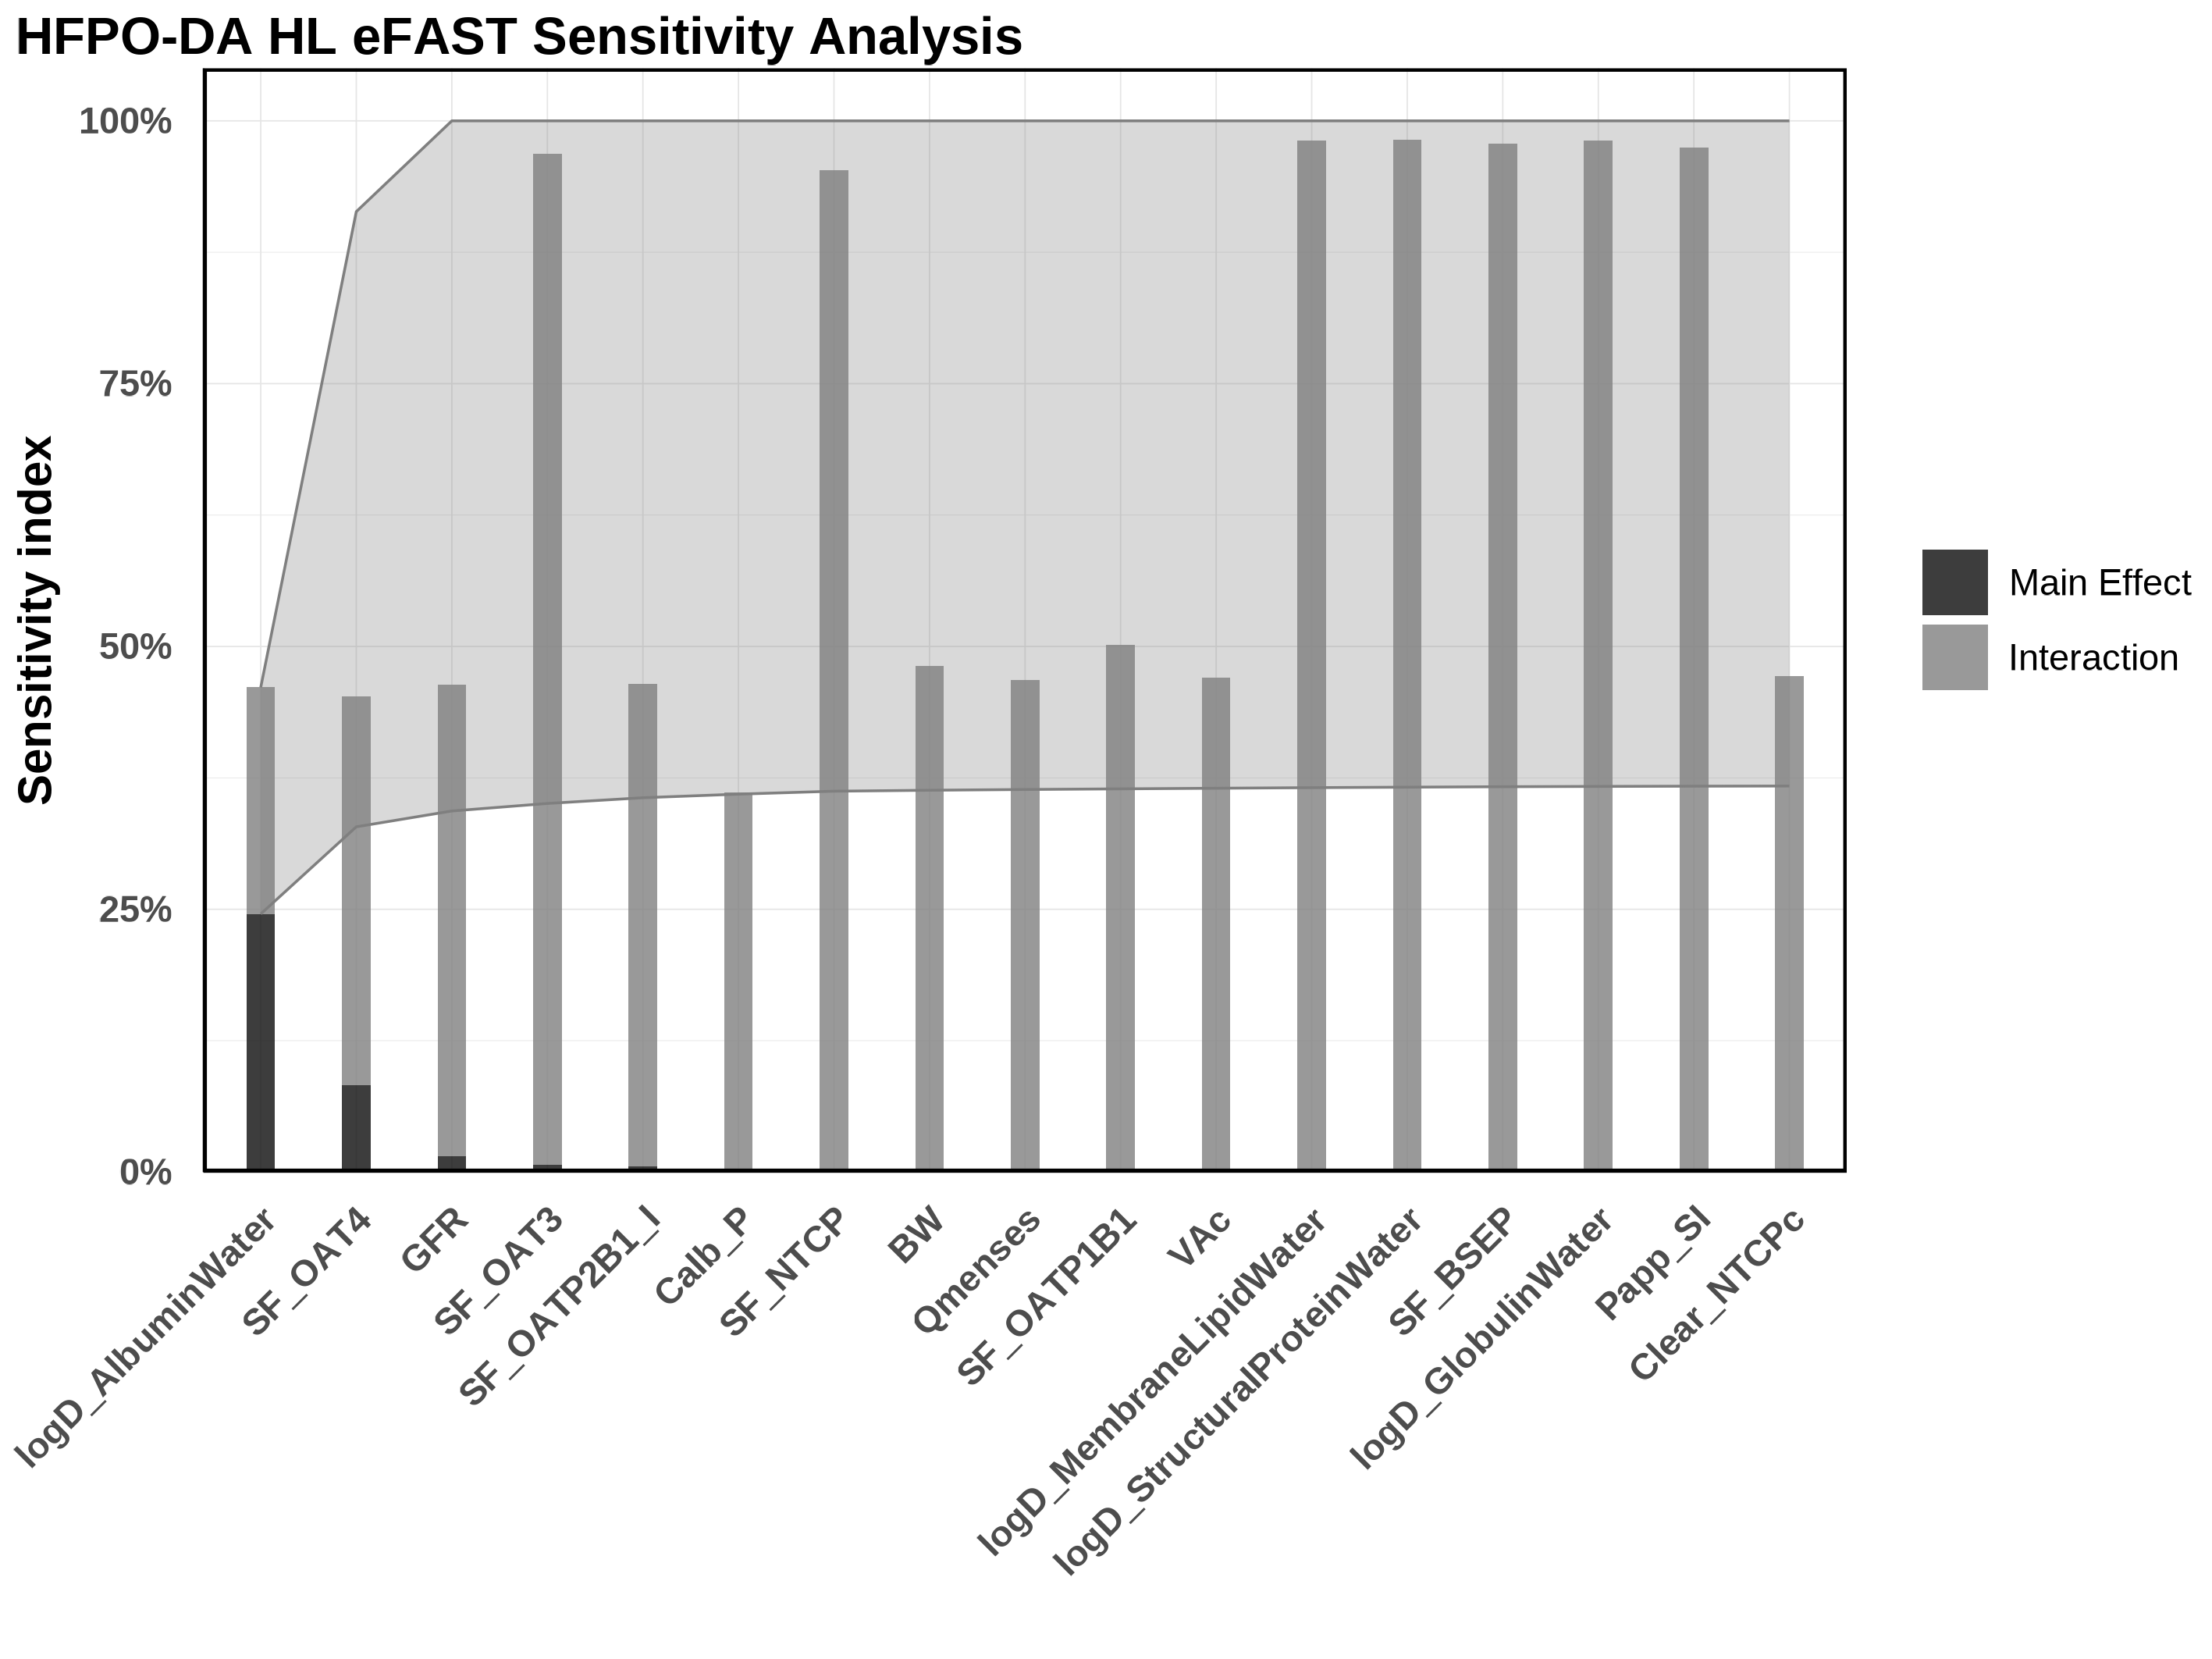 HFPO-DA HL eFAST Sensitivity Analysis
Sensitivity index
100%
75%
50%
25%
0%
logD_AlbuminWater
SF_OAT4
GFR
SF_OAT3
SF_OATP2B1_I
Calb_P
SF_NTCP
BW
Qmenses
SF_OATP1B1
VAc
logD_MembraneLipidWater
logD_StructuralProteinWater
SF_BSEP
logD_GlobulinWater
Papp_SI
Clear_NTCPc
Main Effect
Interaction